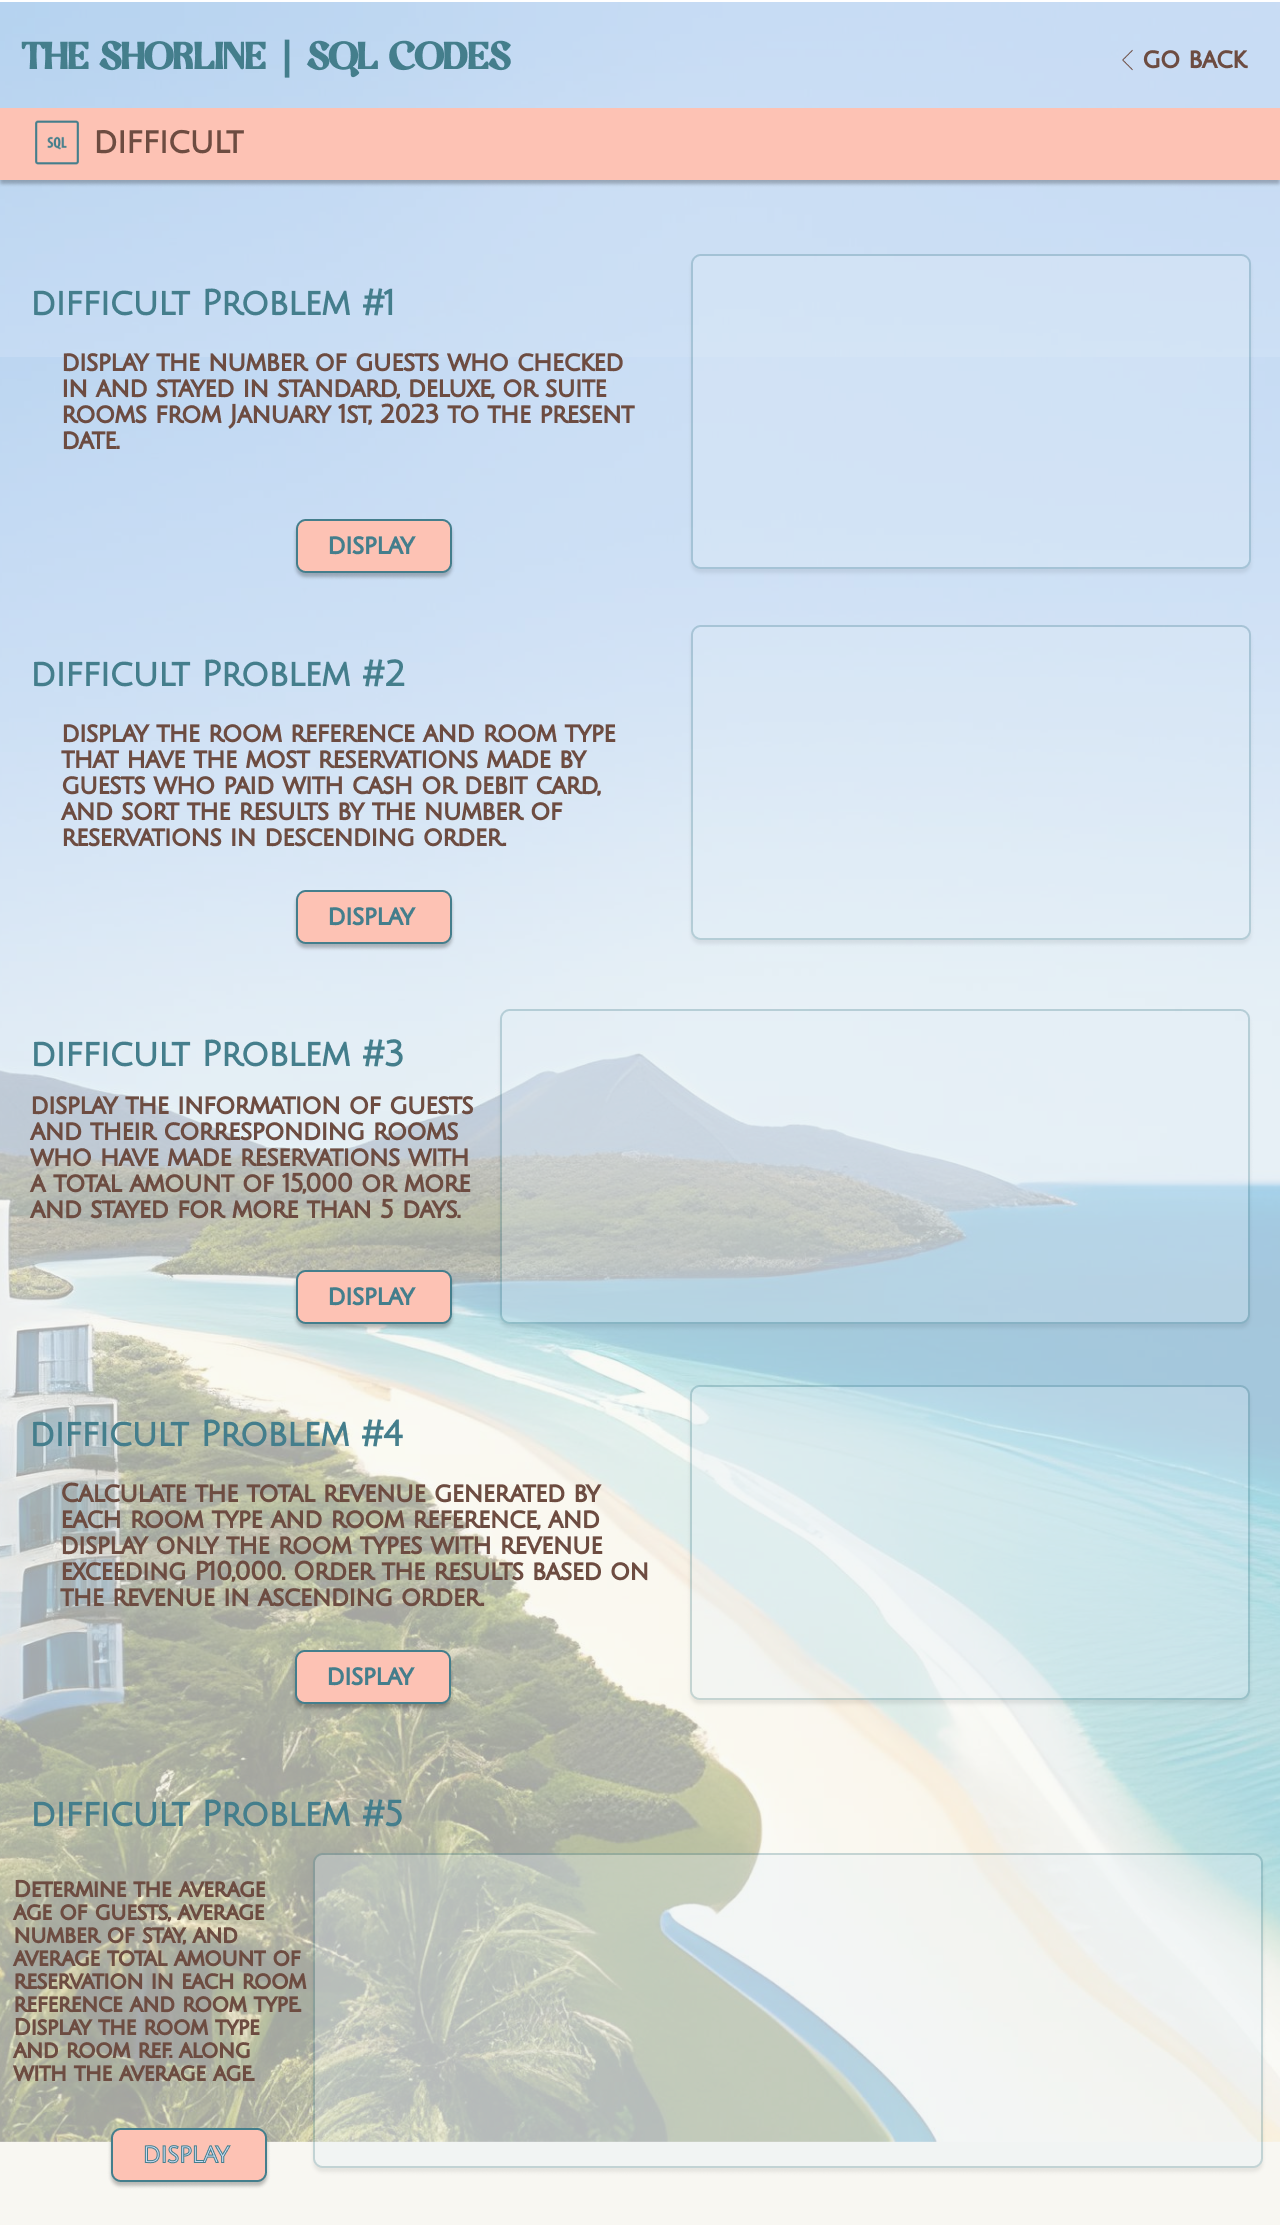 THE SHORLINE | SQL CODES
GO BACK
SQL
DIFFICULT
DIFFICULT PROBLEM #1
DISPLAY THE NUMBER OF GUESTS WHO CHECKED
IN AND STAYED IN STANDARD, DELUXE, OR SUITE
ROOMS FROM JANUARY 1ST, 2023 TO THE PRESENT
DATE.
DISPLAY
DIFFICULT PROBLEM #2
DISPLAY THE ROOM REFERENCE AND ROOM TYPE
THAT HAVE THE MOST RESERVATIONS MADE BY
GUESTS WHO PAID WITH CASH OR DEBIT CARD,
AND SORT THE RESULTS BY THE NUMBER OF
RESERVATIONS IN DESCENDING ORDER.
DISPLAY
DIFFICULT PROBLEM #3
DISPLAY THE INFORMATION OF GUESTS
AND THEIR CORRESPONDING ROOMS
WHO HAVE MADE RESERVATIONS WITH
A TOTAL AMOUNT OF 15,000 OR MORE
AND STAYED FOR MORE THAN 5 DAYS.
DISPLAY
DIFFICULT PROBLEM #4
CALCULATE THE TOTAL REVENUE GENERATED BY
EACH ROOM TYPE AND ROOM REFERENCE, AND
DISPLAY ONLY THE ROOM TYPES WITH REVENUE
EXCEEDING P10,000. ORDER THE RESULTS BASED ON
THE REVENUE IN ASCENDING ORDER.
DISPLAY
DIFFICULT PROBLEM #5
DETERMINE THE AVERAGE
AGE OF GUESTS, AVERAGE
NUMBER OF STAY, AND
AVERAGE TOTAL AMOUNT OF
RESERVATION IN EACH ROOM
REFERENCE AND ROOM TYPE.
DISPLAY THE ROOM TYPE
AND ROOM REF. ALONG
WITH THE AVERAGE AGE.
DISPLAY